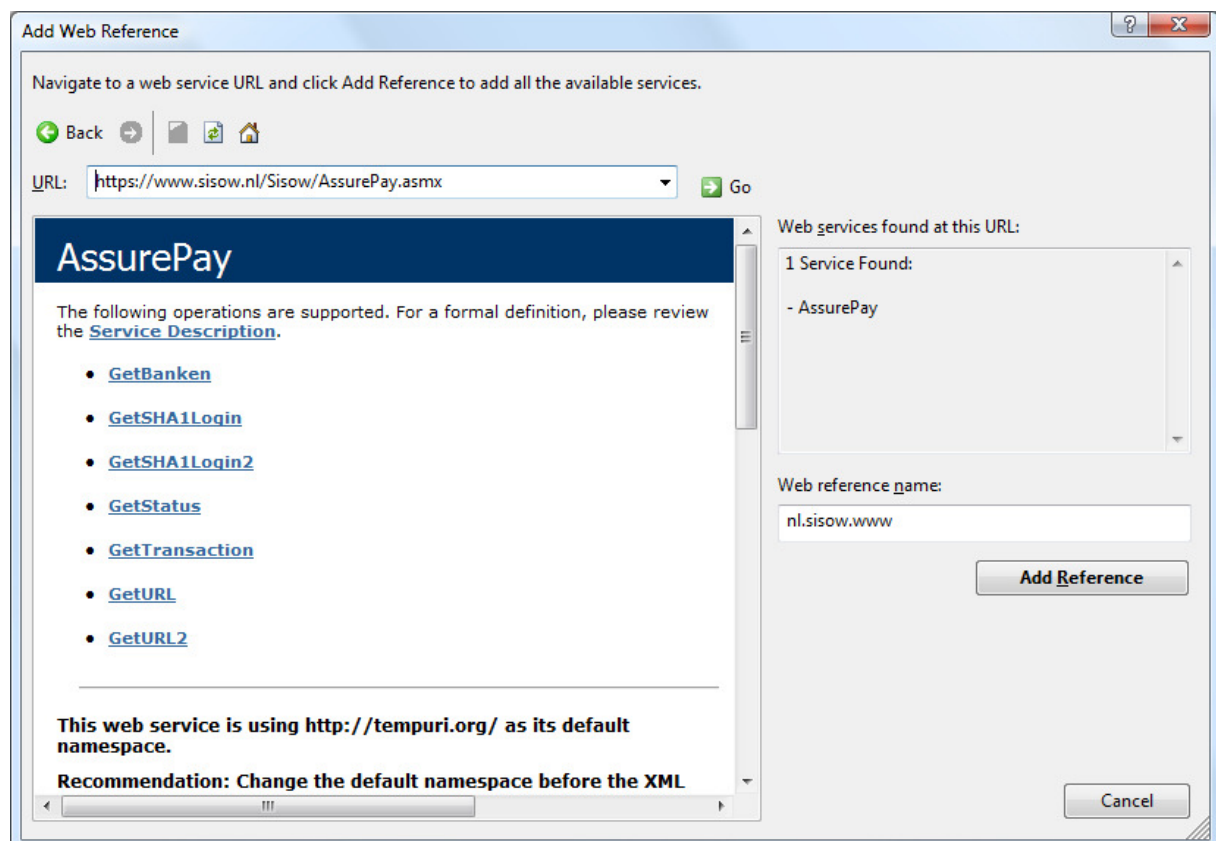 Add Web Reference
Navigate to a web service URL and click Add Reference to add all the available services.
Back
URL: https://www.sisow.nl/Sisow/AssurePay.asmx Go
AssurePay
The following operations are supported. For a formal definition, please review
the Service Description.
• GetBanken
• GetSHA1Login
• GetSHA1Login2
• GetStatus
• GetTransaction
• GetURL
• GetURL2
This web service is using http://tempuri.org/ as its default
namespace.
Recommendation: Change the default namespace before the XML
Web services found at this URL:
1 Service Found:
- AssurePay
Web reference name:
nl.sisow.www
Add Reference
Cancel